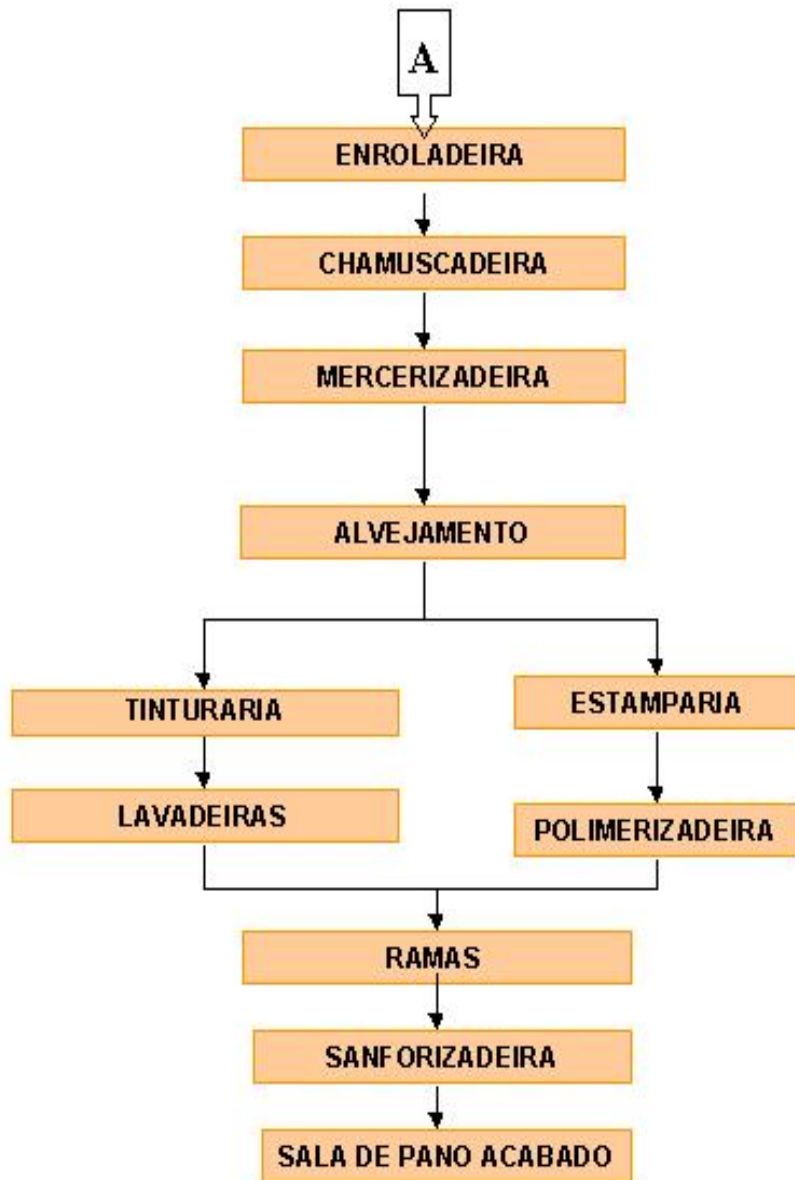 A
ENROLADEIRA
CHAMUSCADEIRA
MERCERIZADEIRA
ALVEJAMENTO
TINTURARIA
ESTAMPARIA
LAVADEIRAS
POLIMERIZADEIRA
RAMAS
SANFORIZADEIRA
SALA DE PANO ACABADO